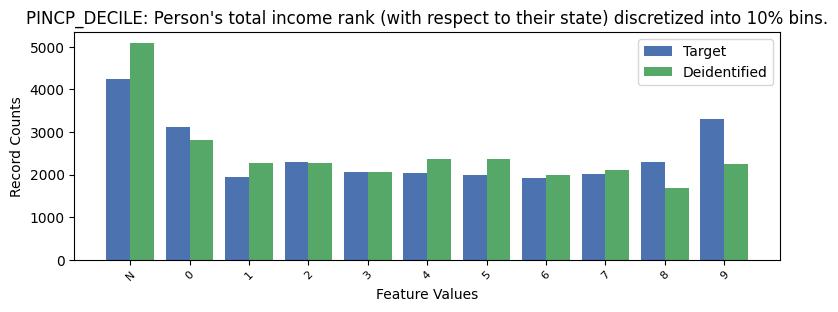 PINCP_DECILE: Person's total income rank (with respect to their state) discretized into 10% bins.
Target
Deidentified
Record Counts
5000
4000
3000
2000
1000
0
N 0 1 2 3 4 5 6 7 8 9
Feature Values